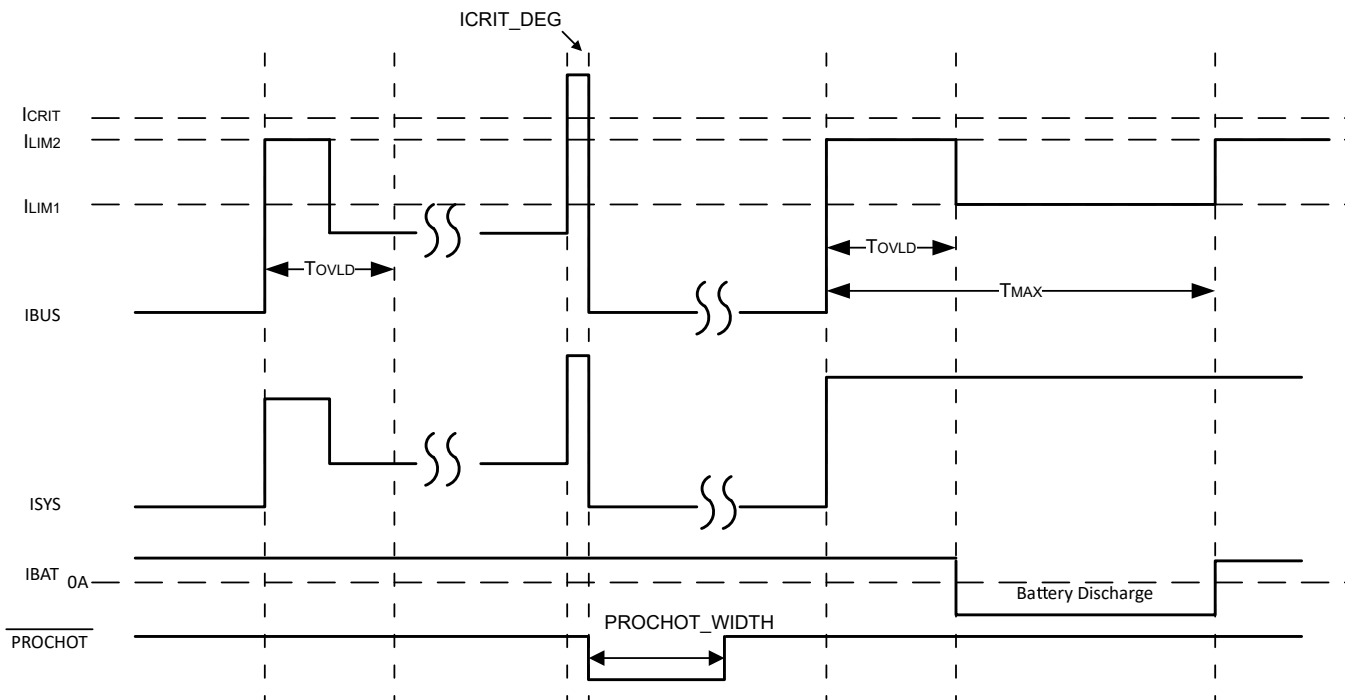 ICRIT_DEG
ICRIT
ILIM2
ILIM1
TOVLD
TOVLD
TMAX
IBUS
ISYS
IBAT 0A
Battery Discharge
PROCHOT
PROCHOT_WIDTH